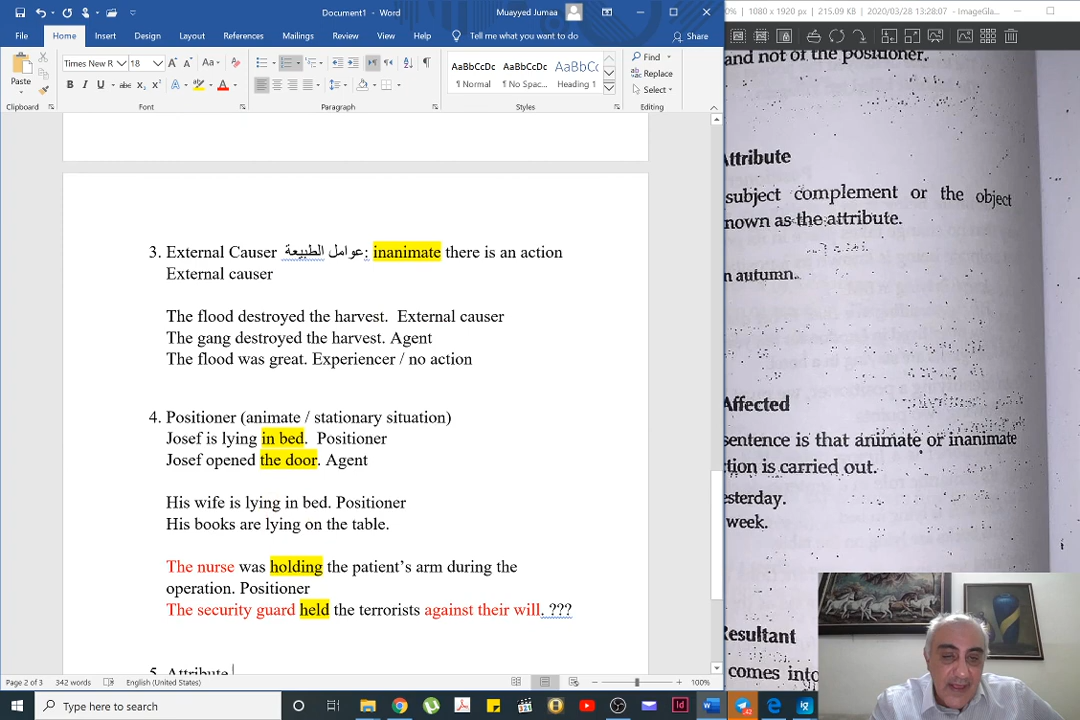 Document1 - Word
Muayyed Jumaa
0% | 1080 x 1920 px | 215.09 KB | 2020/03/28 13:28:07 - ImageGla...
File Home Insert Design Layout References Mailings Review View Help Tell me what you want to do Share
Paste
Clipboard
Times New R 18
Font
Paragraph
AaBbCcDc AaBbCcDc AaBbCc
¶ Normal ¶ No Spac... Heading 1
Styles
Find
Replace
Select
Editing
3. External Causer عوامل الطبيعة: inanimate there is an action
External causer
The flood destroyed the harvest. External causer
The gang destroyed the harvest. Agent
The flood was great. Experiencer / no action
4. Positioner (animate / stationary situation)
Josef is lying in bed. Positioner
Josef opened the door. Agent
His wife is lying in bed. Positioner
His books are lying on the table.
The nurse was holding the patient's arm during the
operation. Positioner
The security guard held the terrorists against their will. ???
5. Attribute
and not of the positioner.
Attribute
subject complement or the object
nown as the attribute.
n autumn.
Affected
sentence is that animate or inanimate
tion is carried out.
esterday.
week.
Resultant
comes into
Page 2 of 3 342 words English (United States) 100%
Type here to search